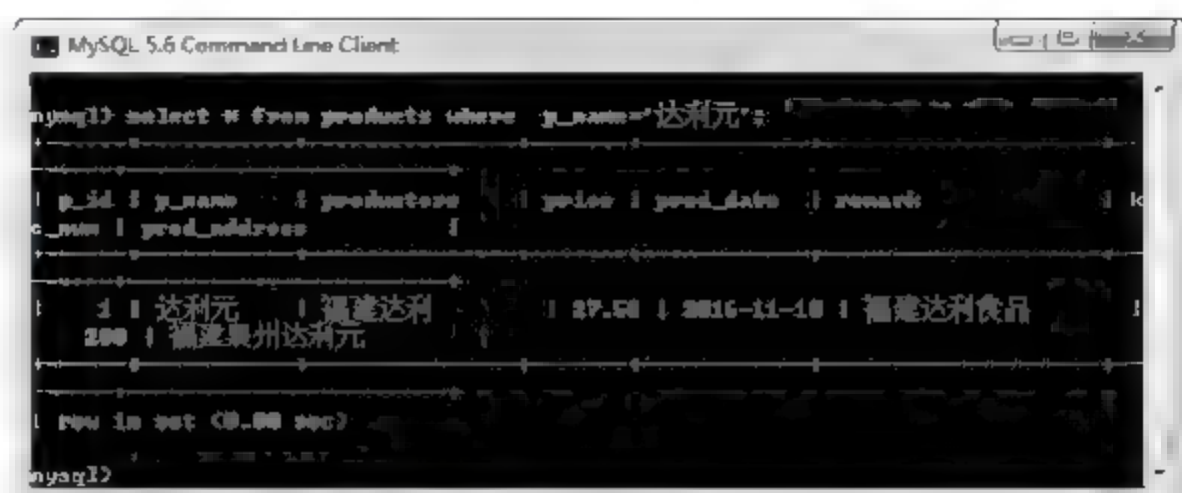 MySQL 5.6 Command Line Client
mysql> select * from products where p_name='达利元';
| p_id | p_name | productors | price | prod_date | remark | k
c_num | prod_address |
| 1 | 达利元 | 福建达利 | 27.50 | 2016-11-10 | 福建达利食品 |
200 | 福建泉州达利元 |
1 row in set (0.00 sec)
mysql>